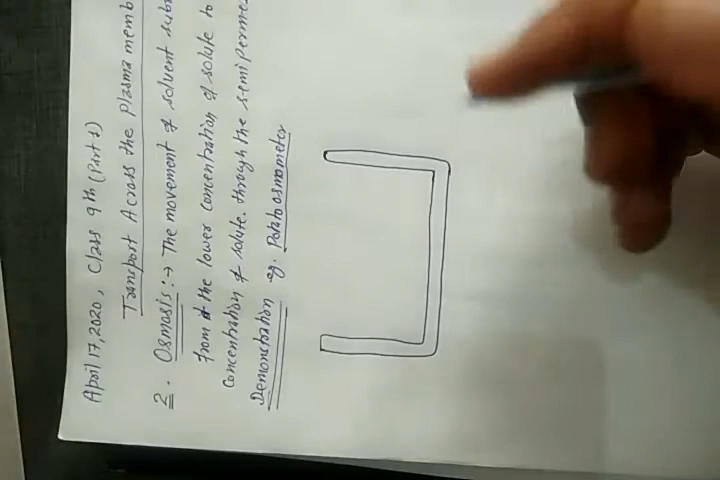 April 17, 2020, Class 9th (Part 1)
Transport Across the Plasma memb
2. Osmosis:→ The movement of solvent subs
from the lower concentration of solute to
Concentration of solute. through the semi perme
Demonstration eg. Potato osmometer